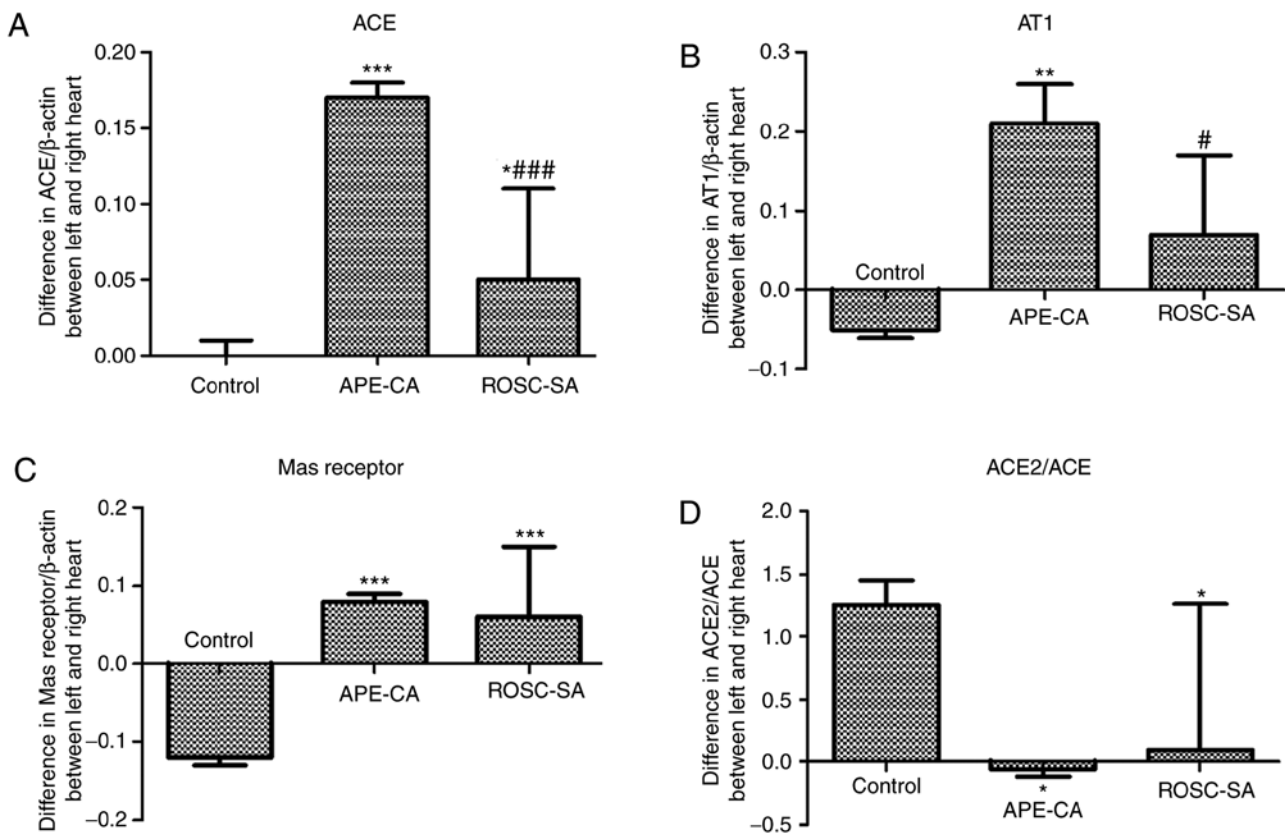 A
ACE
Difference in ACE/β-actin
between left and right heart
0.20
0.15
0.10
0.05
0.00
***
*###
Control
APE-CA
ROSC-SA
B
AT1
Difference in AT1/β-actin
between left and right heart
0.3
0.2
0.1
0.0
−0.1
**
#
Control
APE-CA
ROSC-SA
C
Mas receptor
Difference in Mas receptor/β-actin
between left and right heart
0.2
0.1
0.0
−0.1
−0.2
***
***
Control
APE-CA
ROSC-SA
D
ACE2/ACE
Difference in ACE2/ACE
between left and right heart
2.0
1.5
1.0
0.5
0.0
−0.5
*
*
Control
APE-CA
ROSC-SA